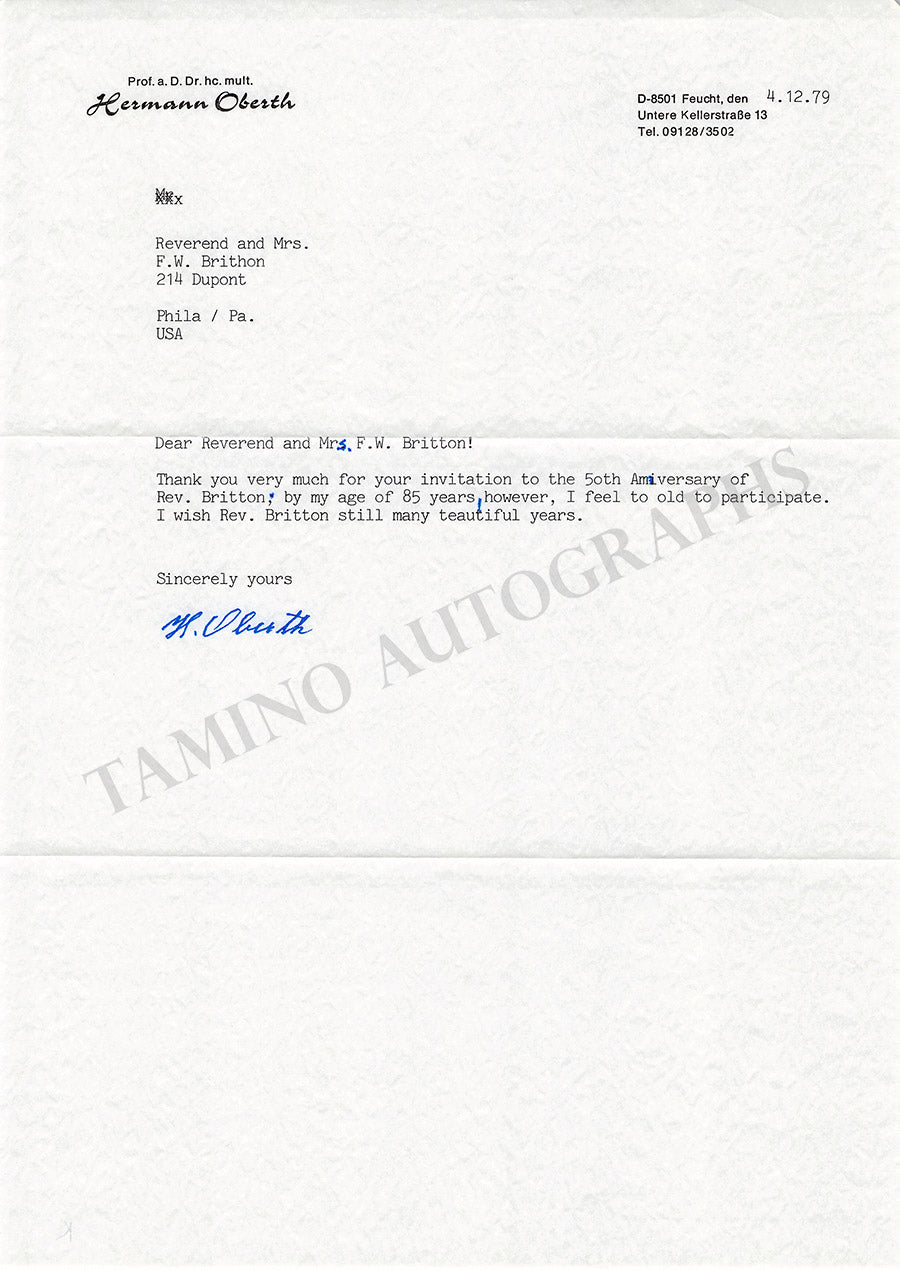 Prof. a. D. Dr. hc. mult.
Hermann Oberth
D-8501 Feucht, den 4.12.79
Untere Kellerstraße 13
Tel. 09128/3502
Reverend and Mrs.
F.W. Brithon
214 Dupont
Phila / Pa.
USA
Dear Reverend and Mrs. F.W. Britton!
Thank you very much for your invitation to the 5oth Anniversary of
Rev. Britton; by my age of 85 years, however, I feel to old to participate.
I wish Rev. Britton still many teautiful years.
Sincerely yours
H. Oberth
TAMINO AUTOGRAPHS